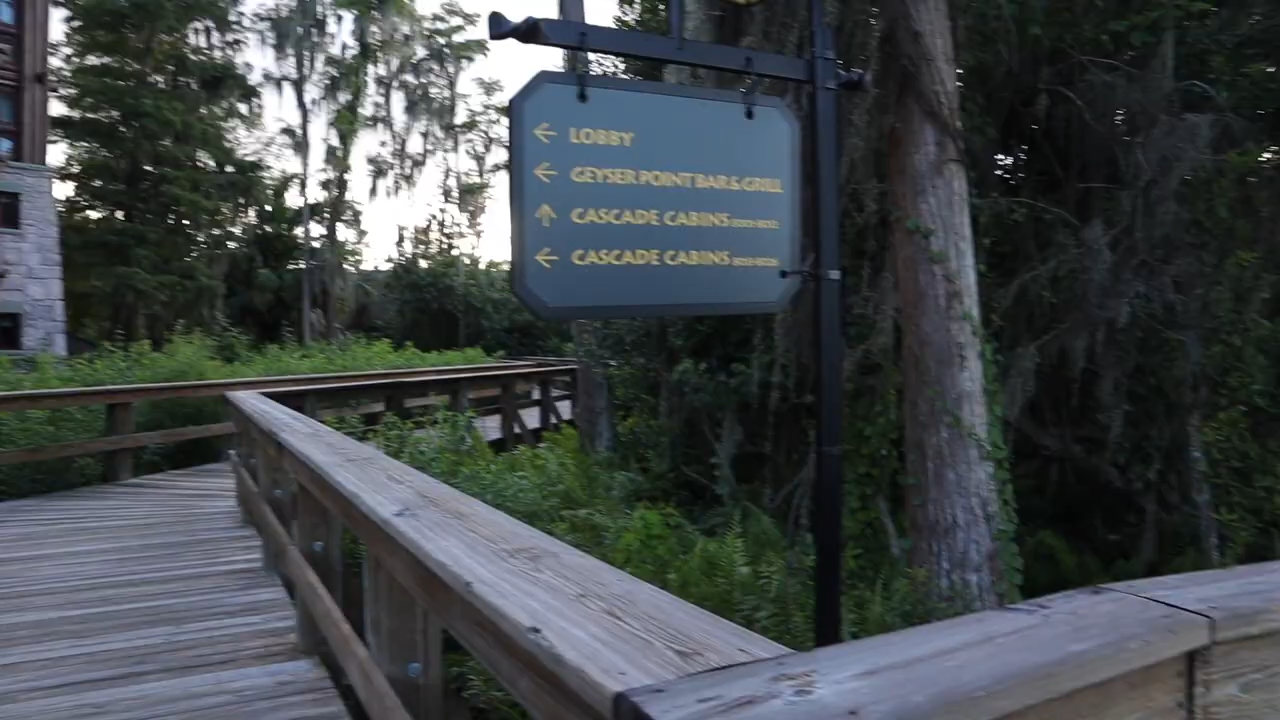 ← LOBBY
← GEYSER POINT BAR & GRILL
↑ CASCADE CABINS
← CASCADE CABINS